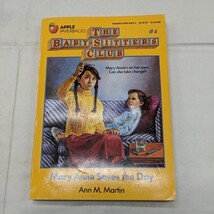 APPLE
PAPERBACKS
THE
BABY-SITTERS
CLUB
#4
Mary Anne's on her own.
Can she take charge?
Mary Anne Saves the Day
Ann M. Martin